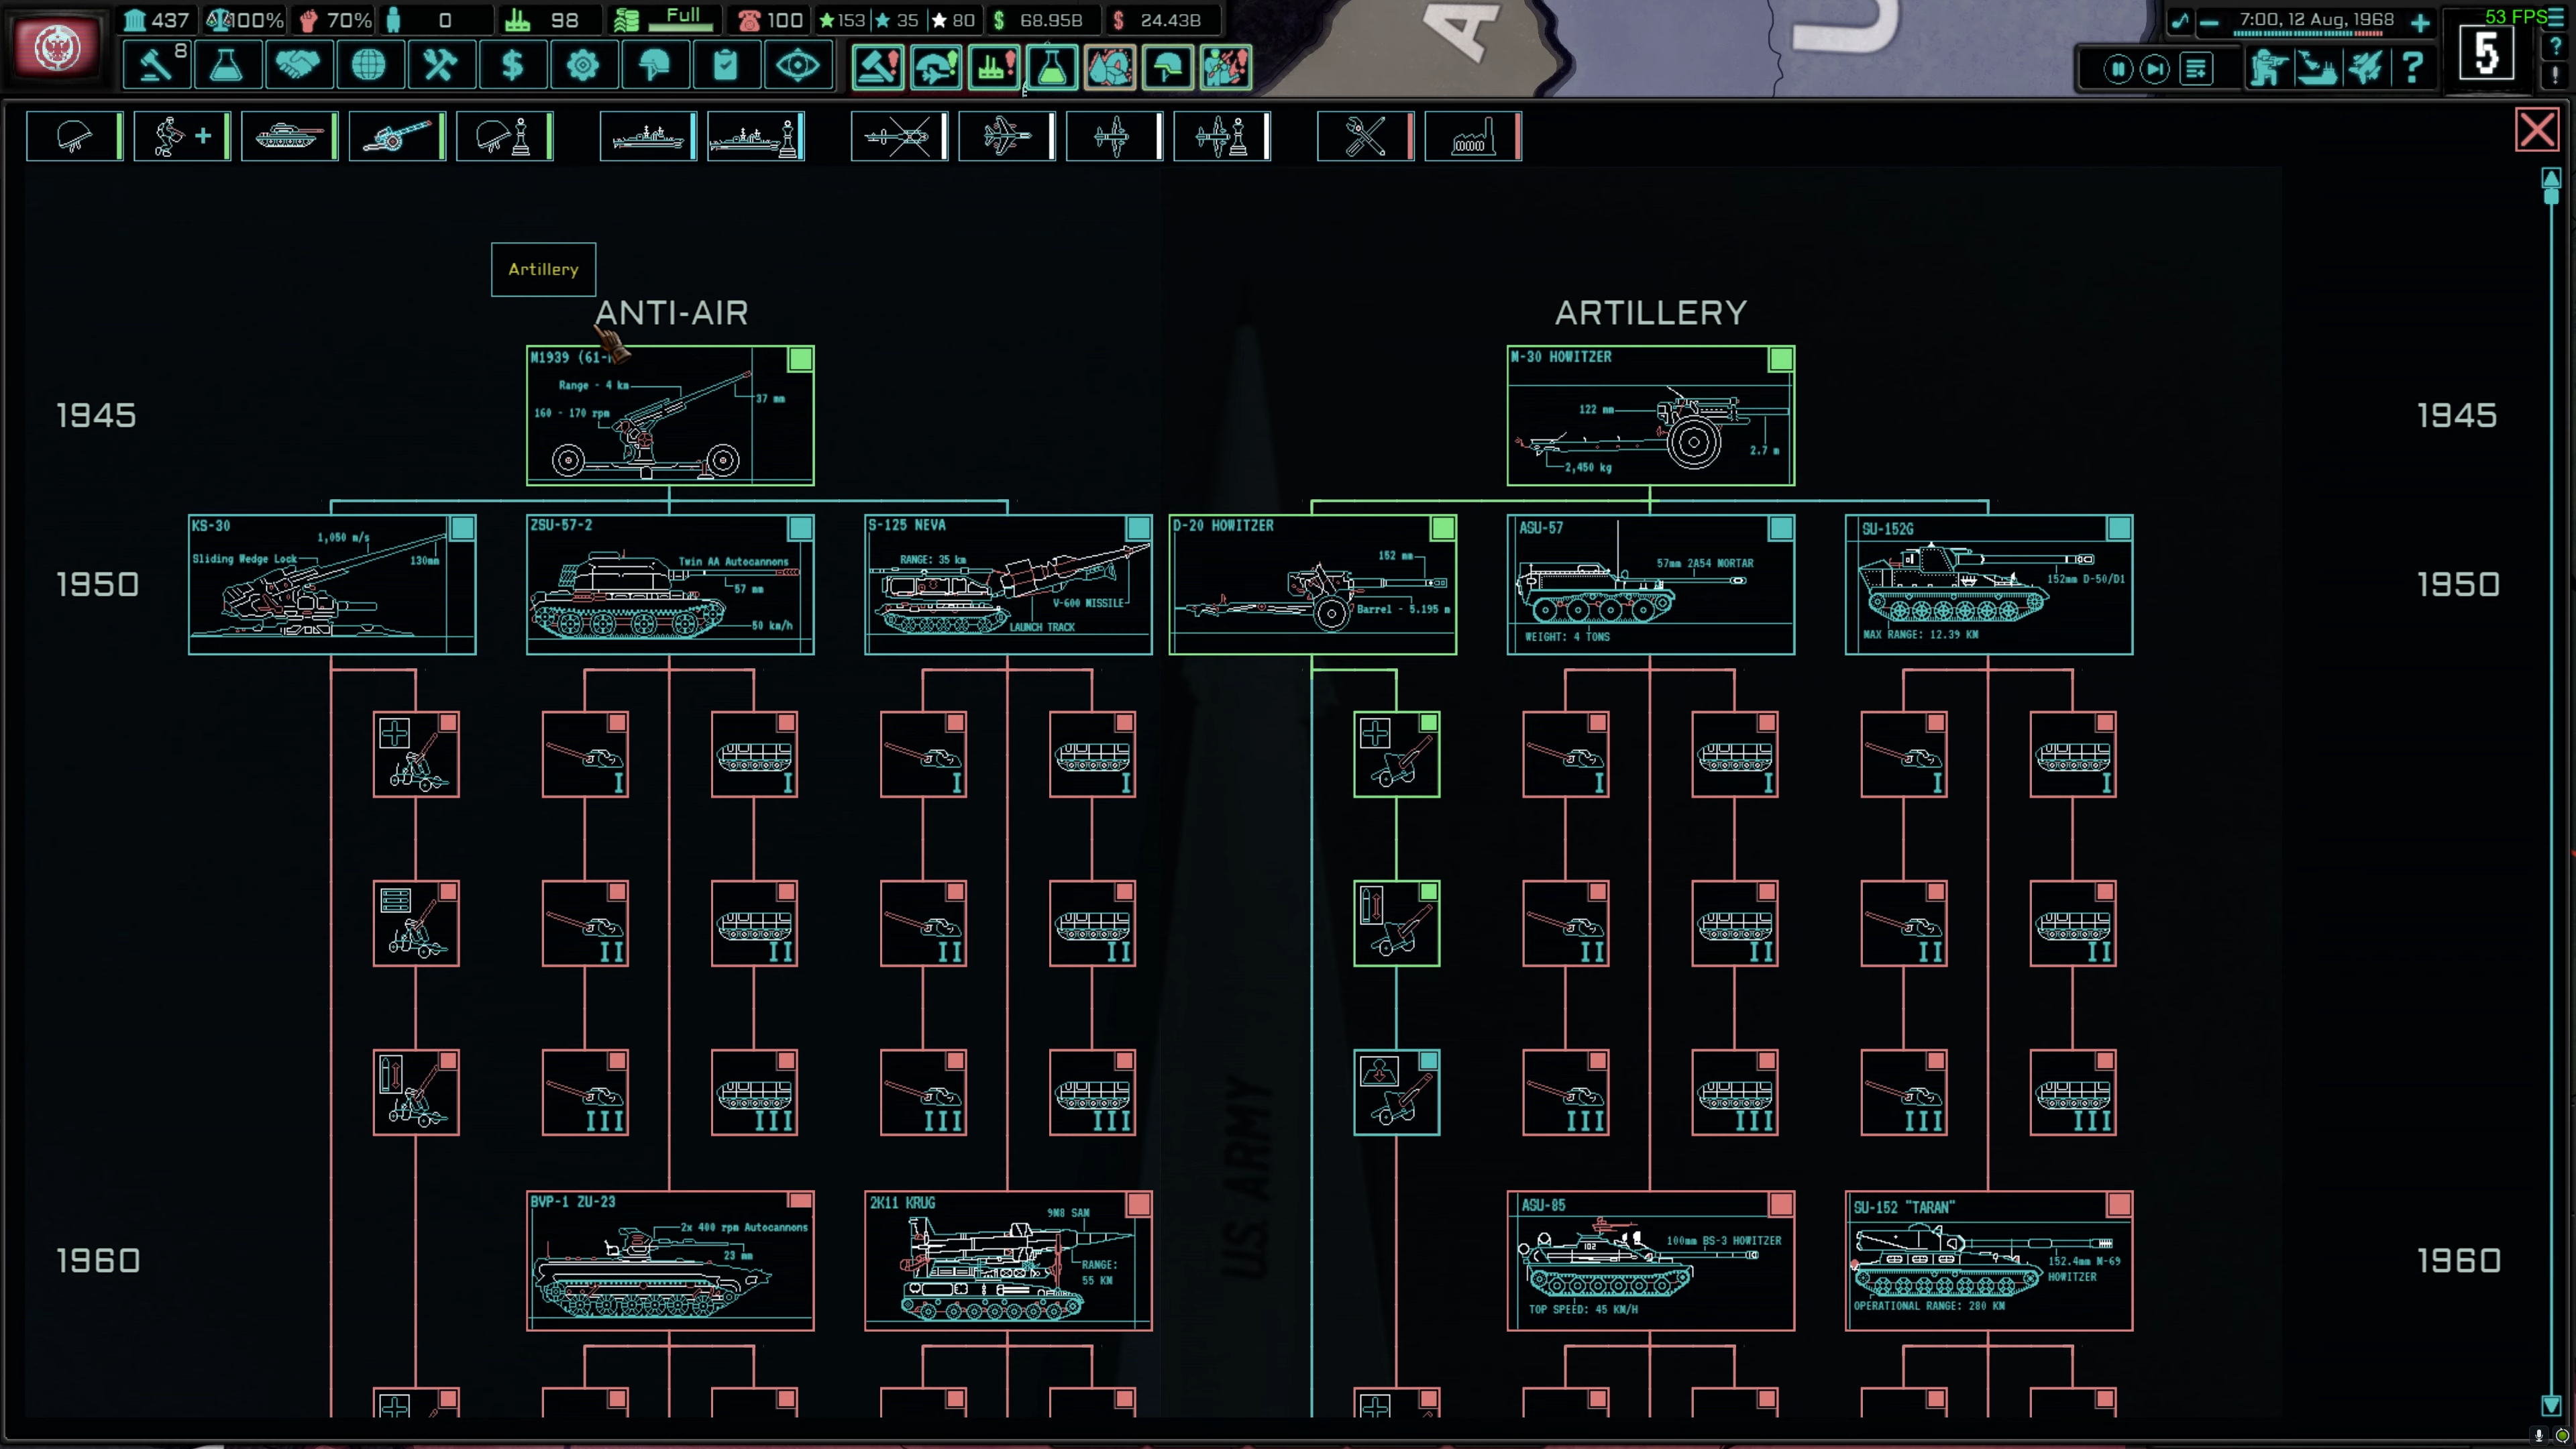 437
100%
70%
0
98
Full
100
153
35
80
$ 68.95B
$ 24.43B
7:00, 12 Aug, 1968
53 FPS
8
5
?
?
A
U
Artillery
ANTI-AIR
ARTILLERY
M1939 (61-
Range - 4 km
160 - 170 rpm
37 mm
M-30 HOWITZER
122 mm
2.7 m
2,450 kg
1945
1945
KS-30
1,050 m/s
Sliding Wedge Lock
130mm
ZSU-57-2
Twin AA Autocannons
57 mm
50 km/h
S-125 NEVA
RANGE: 35 km
V-600 MISSILE
LAUNCH TRACK
D-20 HOWITZER
152 mm
Barrel - 5.195 m
ASU-57
57mm 2A54 MORTAR
WEIGHT: 4 TONS
SU-152G
152mm D-50/D1
MAX RANGE: 12.39 KM
1950
1950
I I I I I I I I
II II II II II II II II
III III III III III III III III
US ARMY
BVP-1 ZU-23
2x 400 rpm Autocannons
23 mm
2K11 KRUG
9M8 SAM
RANGE:
55 KM
ASU-85
102
100mm BS-3 HOWITZER
TOP SPEED: 45 KM/H
SU-152 "TARAN"
152.4mm M-69
HOWITZER
OPERATIONAL RANGE: 280 KM
1960
1960